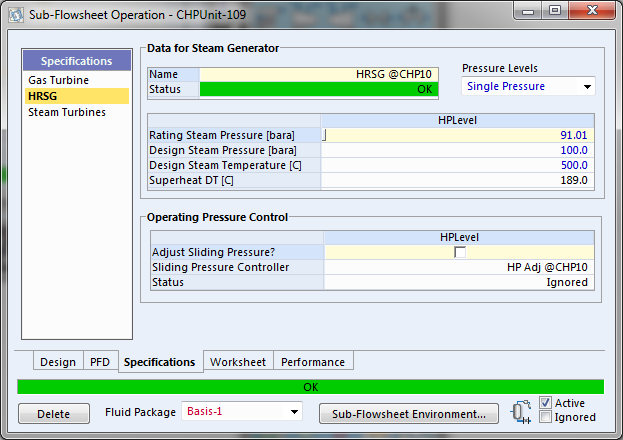 Sub-Flowsheet Operation - CHPUnit-109
Specifications
Gas Turbine
HRSG
Steam Turbines
Data for Steam Generator
Name HRSG @CHP10
Status OK
Pressure Levels
Single Pressure
HPLevel
Rating Steam Pressure [bara] 91.01
Design Steam Pressure [bara] 100.0
Design Steam Temperature [C] 500.0
Superheat DT [C] 189.0
Operating Pressure Control
HPLevel
Adjust Sliding Pressure?
Sliding Pressure Controller HP Adj @CHP10
Status Ignored
Design PFD Specifications Worksheet Performance
OK
Delete Fluid Package Basis-1 Sub-Flowsheet Environment... Active
Ignored